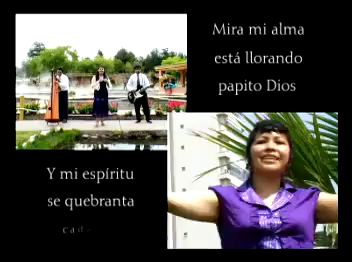 Mira mi alma
está llorando
papito Dios
Y mi espíritu
se quebranta